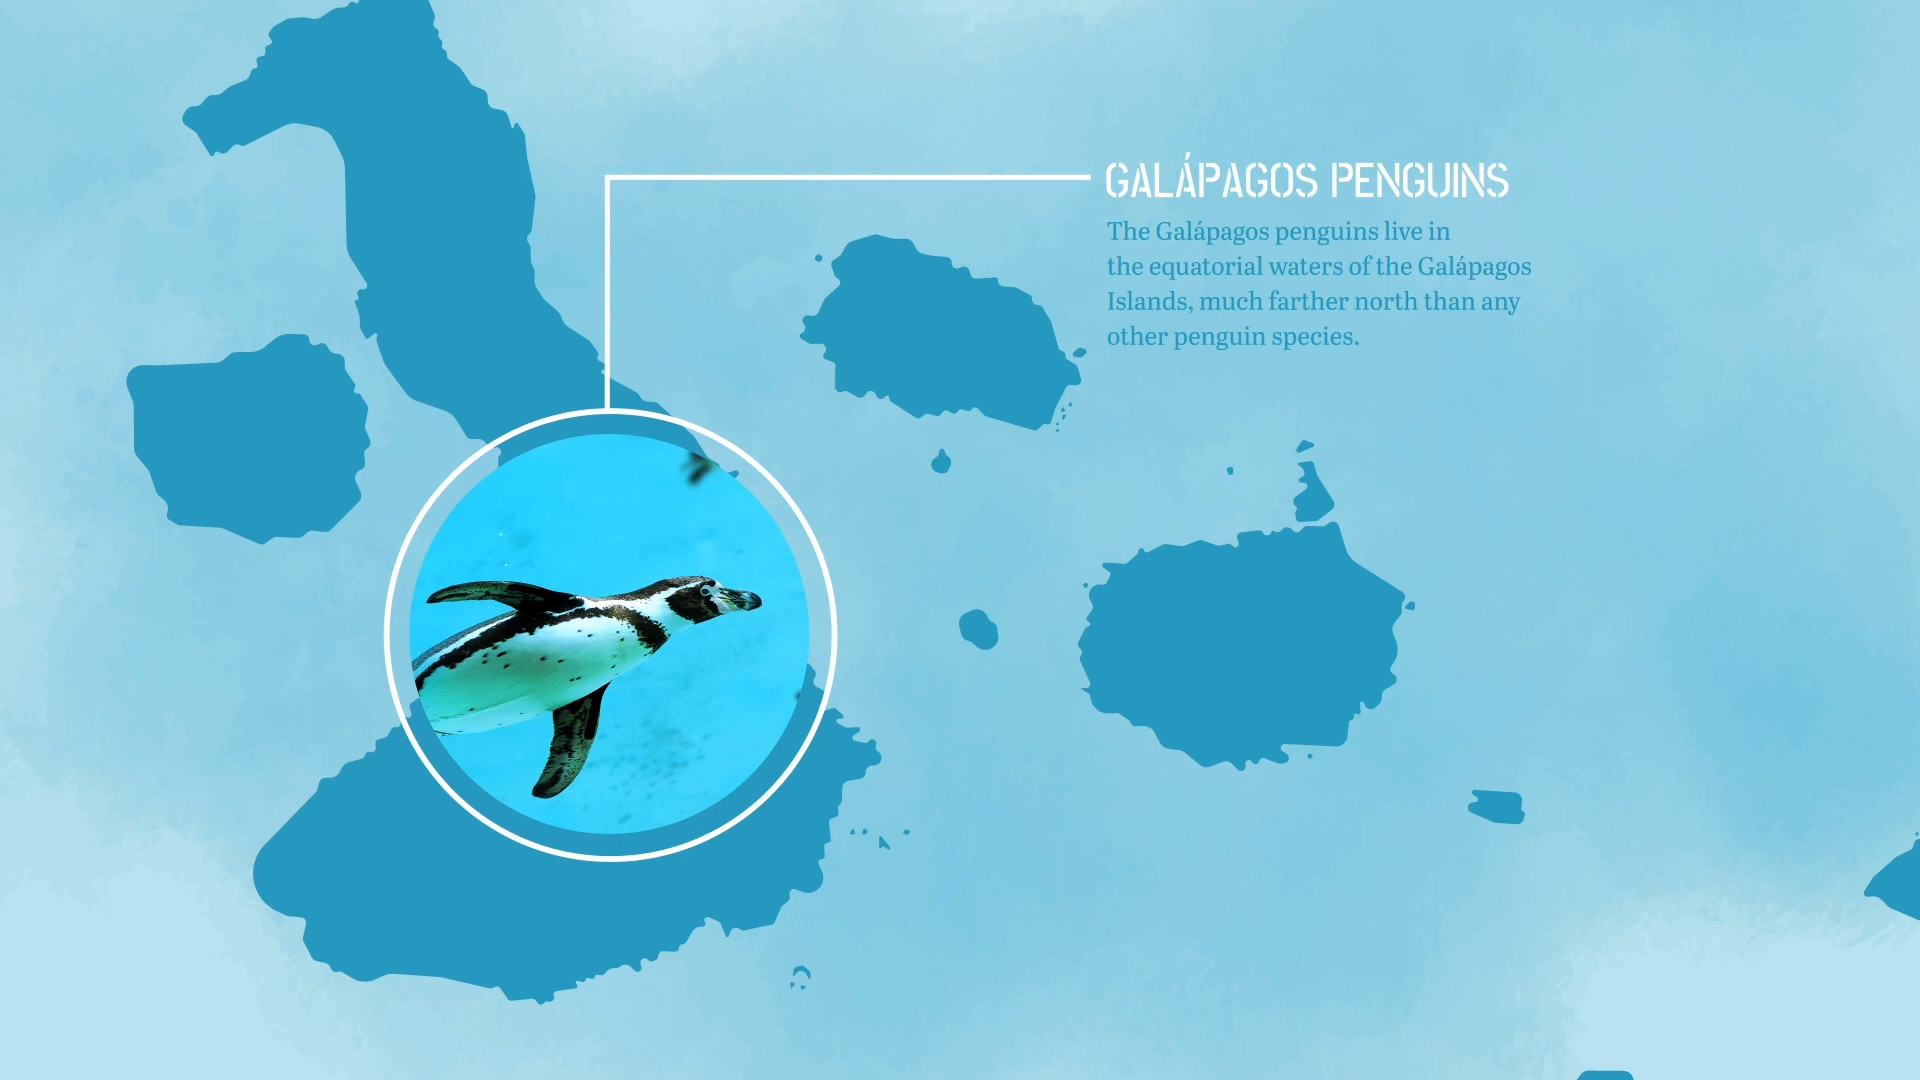 GALÁPAGOS PENGUINS
The Galápagos penguins live in
the equatorial waters of the Galápagos
Islands, much farther north than any
other penguin species.